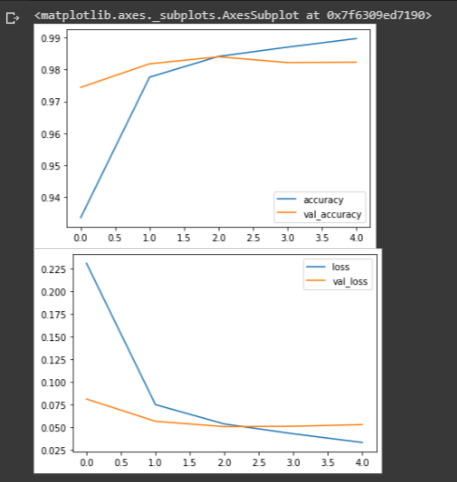 <matplotlib.axes._subplots.AxesSubplot at 0x7f6309ed7190>
0.99
0.98
0.97
0.96
0.95
0.94
accuracy
val_accuracy
0.0 0.5 1.0 1.5 2.0 2.5 3.0 3.5 4.0
0.225
0.200
0.175
0.150
0.125
0.100
0.075
0.050
0.025
loss
val_loss
0.0 0.5 1.0 1.5 2.0 2.5 3.0 3.5 4.0